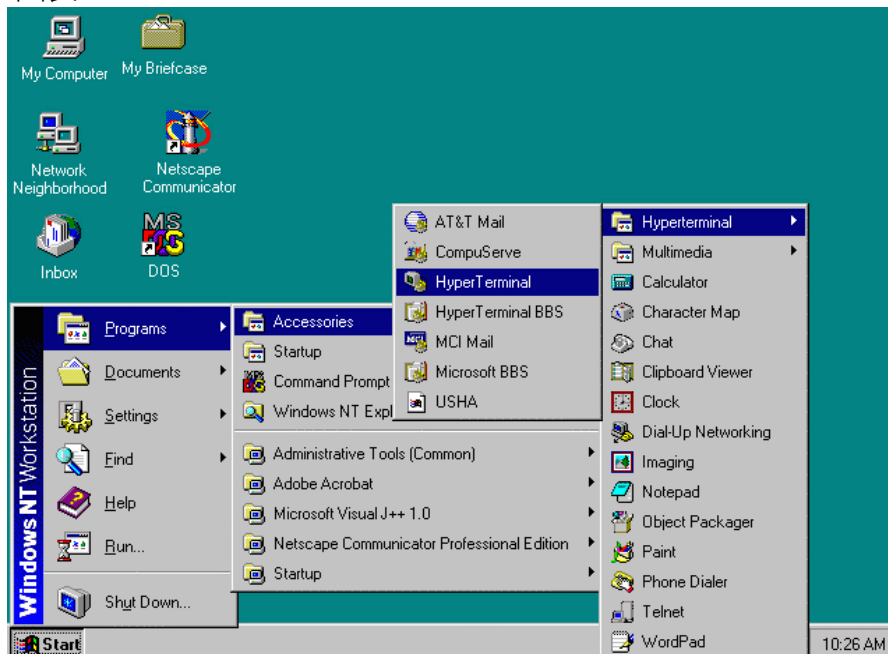 My Computer
My Briefcase
Network
Neighborhood
Netscape
Communicator
Inbox
MS
DOS
DOS
Windows NT Workstation
Programs
Documents
Settings
Find
Help
Run...
Shut Down...
Accessories
Startup
Command Prompt
Windows NT Expl
Administrative Tools (Common)
Adobe Acrobat
Microsoft Visual J++ 1.0
Netscape Communicator Professional Edition
Startup
AT&T Mail
CompuServe
HyperTerminal
HyperTerminal BBS
MCI Mail
Microsoft BBS
USHA
Hyperterminal
Multimedia
Calculator
Character Map
Chat
Clipboard Viewer
Clock
Dial-Up Networking
Imaging
Notepad
Object Packager
Paint
Phone Dialer
Telnet
WordPad
Start
10:26 AM